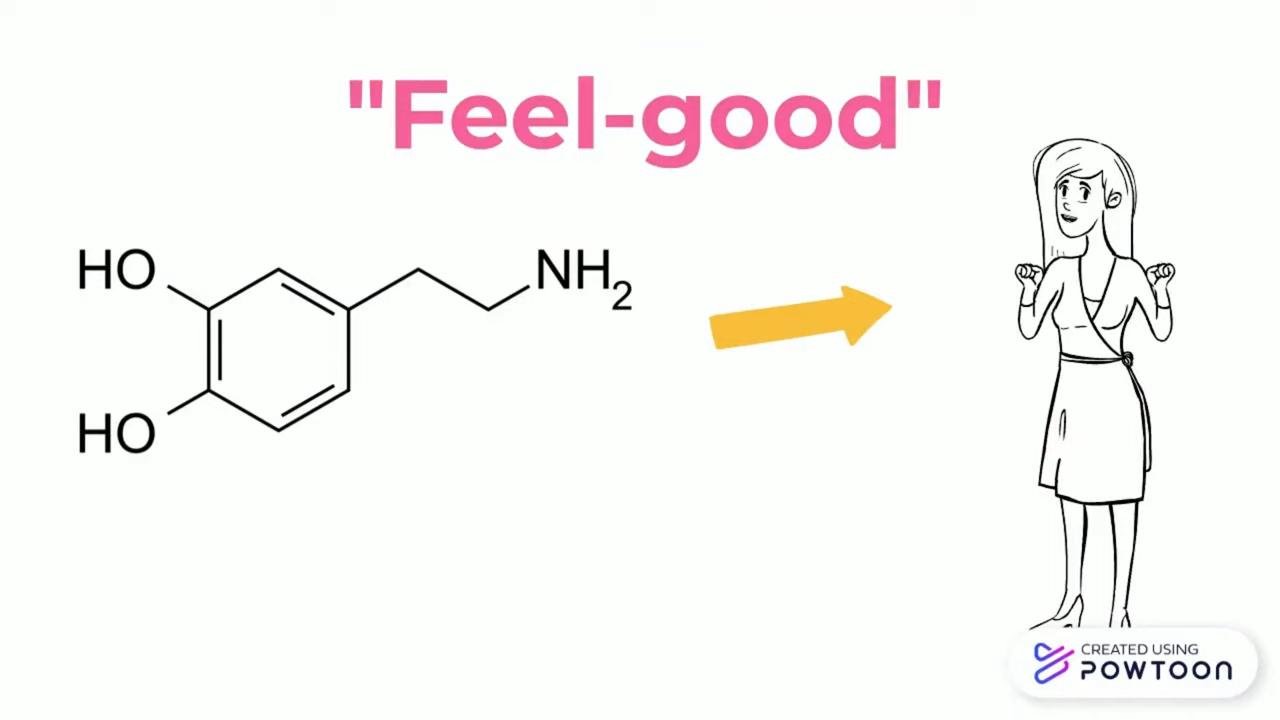 "Feel-good"
HO
NH2
HO
CREATED USING
POWTOON